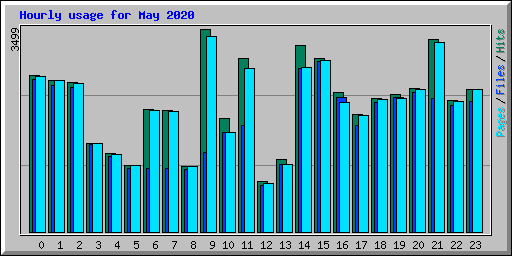 Hourly usage for May 2020
3499
Pages/Files/Hits
0 1 2 3 4 5 6 7 8 9 10 11 12 13 14 15 16 17 18 19 20 21 22 23